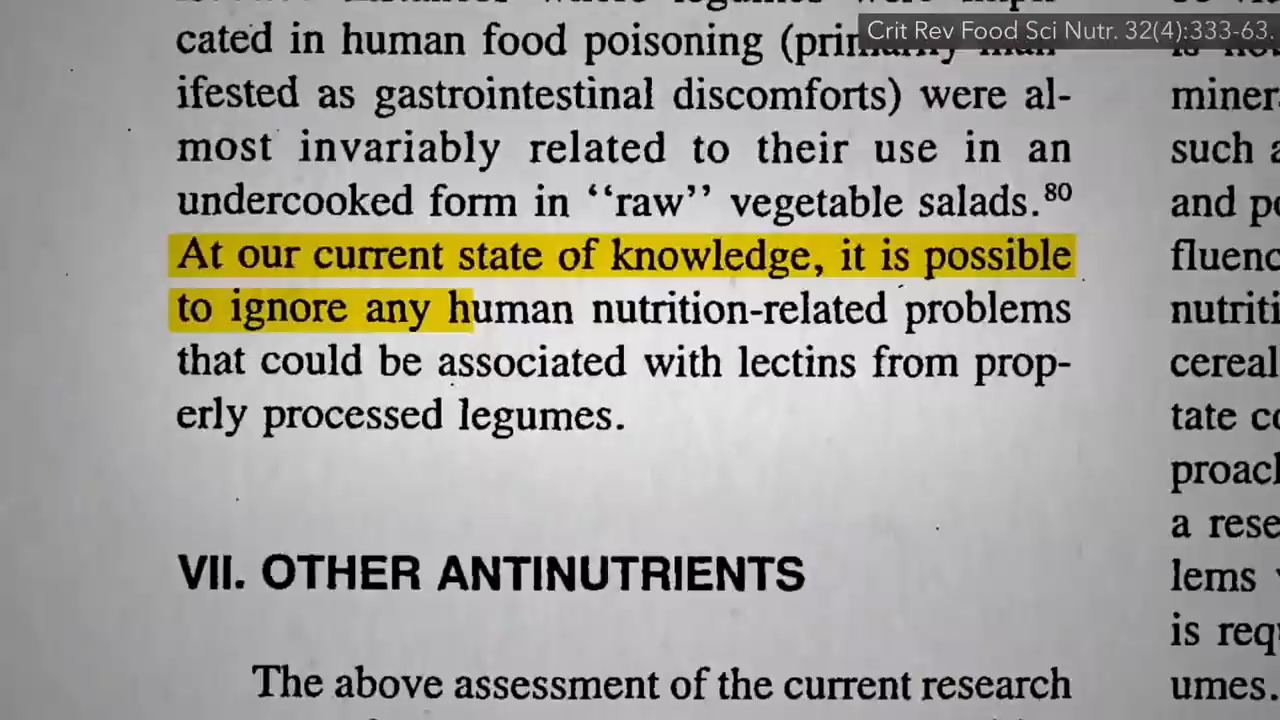 Crit Rev Food Sci Nutr. 32(4):333-63.
cated in human food poisoning (primarily man-
ifested as gastrointestinal discomforts) were al-
most invariably related to their use in an
undercooked form in “raw” vegetable salads.80
At our current state of knowledge, it is possible
to ignore any human nutrition-related problems
that could be associated with lectins from prop-
erly processed legumes.
VII. OTHER ANTINUTRIENTS
The above assessment of the current research
miner
such a
and po
fluenc
nutriti
cereal
tate co
proach
a rese
lems
is requ
umes.